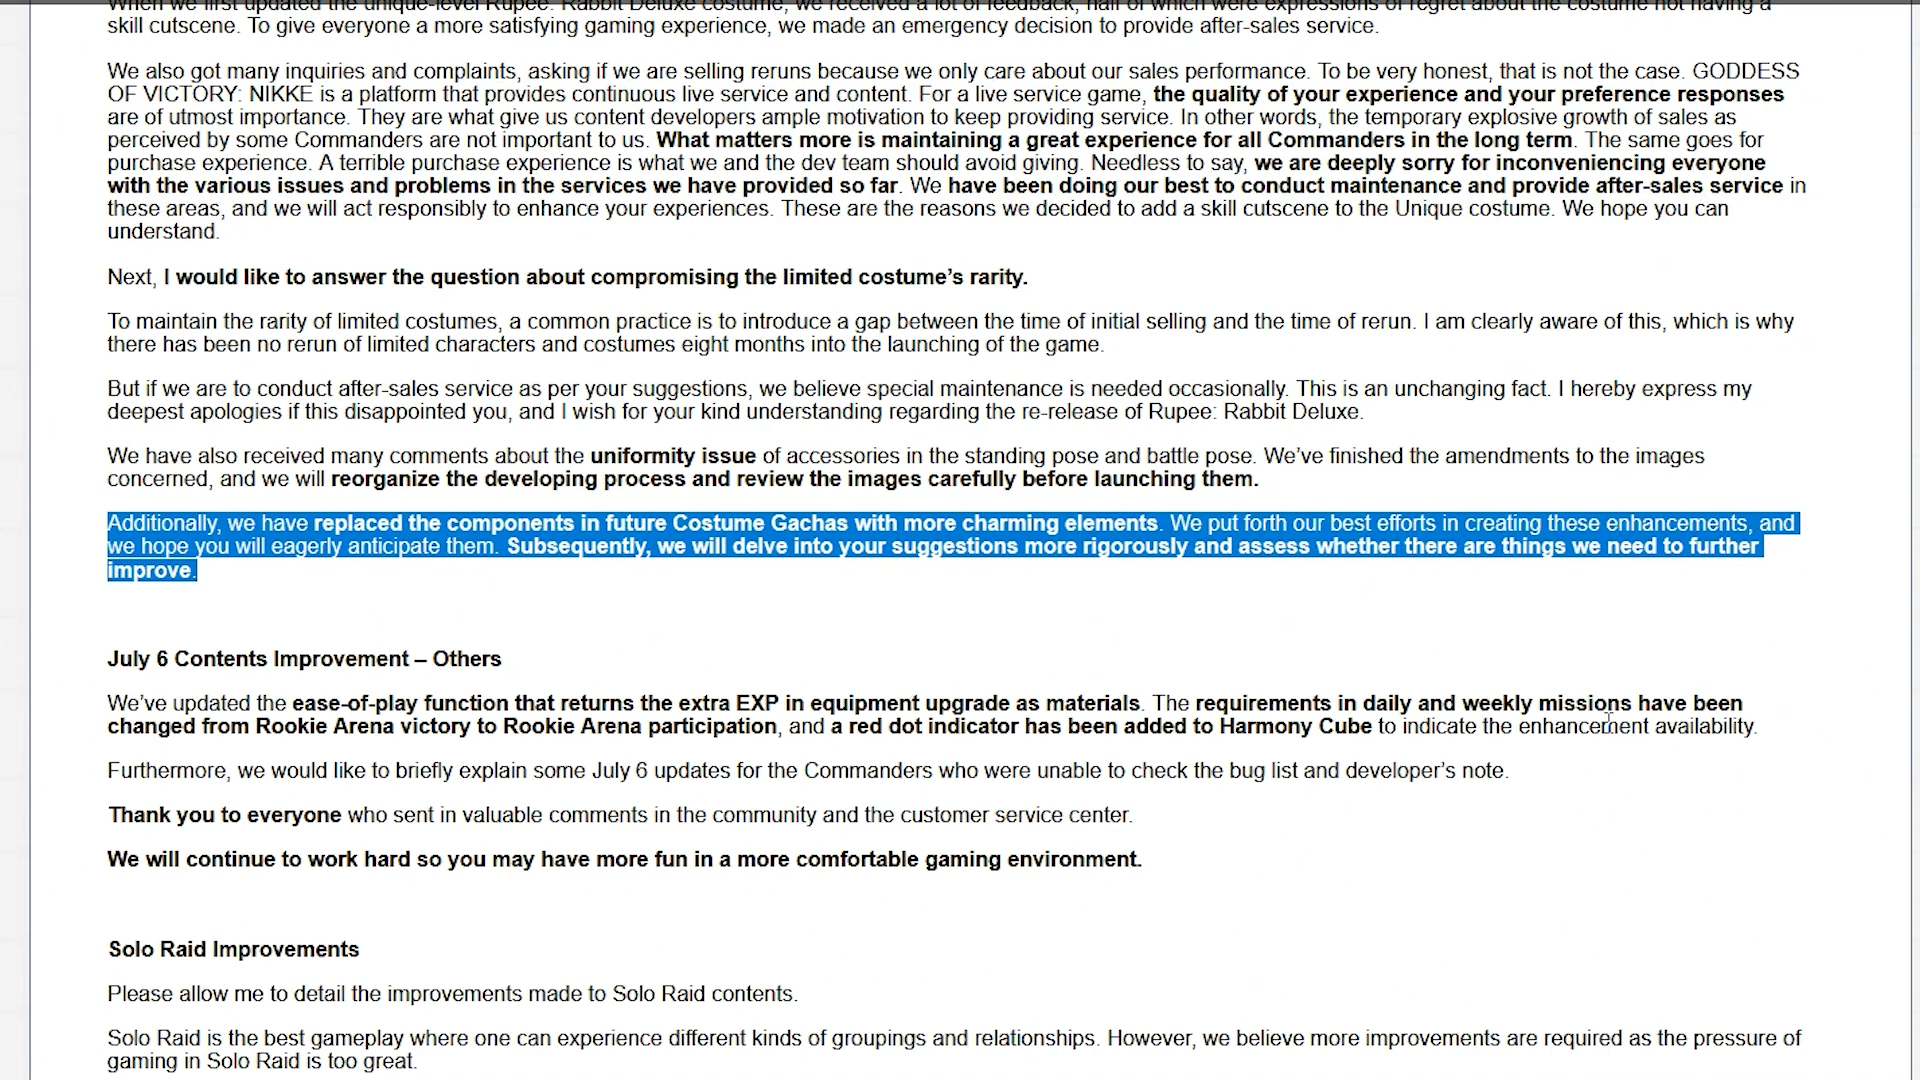 When we first updated the unique-level Rupee: Rabbit Deluxe costume, we received a lot of feedback, half of which were expressions of regret about the costume not having a
skill cutscene. To give everyone a more satisfying gaming experience, we made an emergency decision to provide after-sales service.
We also got many inquiries and complaints, asking if we are selling reruns because we only care about our sales performance. To be very honest, that is not the case. GODDESS
OF VICTORY: NIKKE is a platform that provides continuous live service and content. For a live service game, the quality of your experience and your preference responses
are of utmost importance. They are what give us content developers ample motivation to keep providing service. In other words, the temporary explosive growth of sales as
perceived by some Commanders are not important to us. What matters more is maintaining a great experience for all Commanders in the long term. The same goes for
purchase experience. A terrible purchase experience is what we and the dev team should avoid giving. Needless to say, we are deeply sorry for inconveniencing everyone
with the various issues and problems in the services we have provided so far. We have been doing our best to conduct maintenance and provide after-sales service in
these areas, and we will act responsibly to enhance your experiences. These are the reasons we decided to add a skill cutscene to the Unique costume. We hope you can
understand.
Next, I would like to answer the question about compromising the limited costume's rarity.
To maintain the rarity of limited costumes, a common practice is to introduce a gap between the time of initial selling and the time of rerun. I am clearly aware of this, which is why
there has been no rerun of limited characters and costumes eight months into the launching of the game.
But if we are to conduct after-sales service as per your suggestions, we believe special maintenance is needed occasionally. This is an unchanging fact. I hereby express my
deepest apologies if this disappointed you, and I wish for your kind understanding regarding the re-release of Rupee: Rabbit Deluxe.
We have also received many comments about the uniformity issue of accessories in the standing pose and battle pose. We've finished the amendments to the images
concerned, and we will reorganize the developing process and review the images carefully before launching them.
Additionally, we have replaced the components in future Costume Gachas with more charming elements. We put forth our best efforts in creating these enhancements, and
we hope you will eagerly anticipate them. Subsequently, we will delve into your suggestions more rigorously and assess whether there are things we need to further
improve.
July 6 Contents Improvement – Others
We've updated the ease-of-play function that returns the extra EXP in equipment upgrade as materials. The requirements in daily and weekly missions have been
changed from Rookie Arena victory to Rookie Arena participation, and a red dot indicator has been added to Harmony Cube to indicate the enhancement availability.
Furthermore, we would like to briefly explain some July 6 updates for the Commanders who were unable to check the bug list and developer's note.
Thank you to everyone who sent in valuable comments in the community and the customer service center.
We will continue to work hard so you may have more fun in a more comfortable gaming environment.
Solo Raid Improvements
Please allow me to detail the improvements made to Solo Raid contents.
Solo Raid is the best gameplay where one can experience different kinds of groupings and relationships. However, we believe more improvements are required as the pressure of
gaming in Solo Raid is too great.